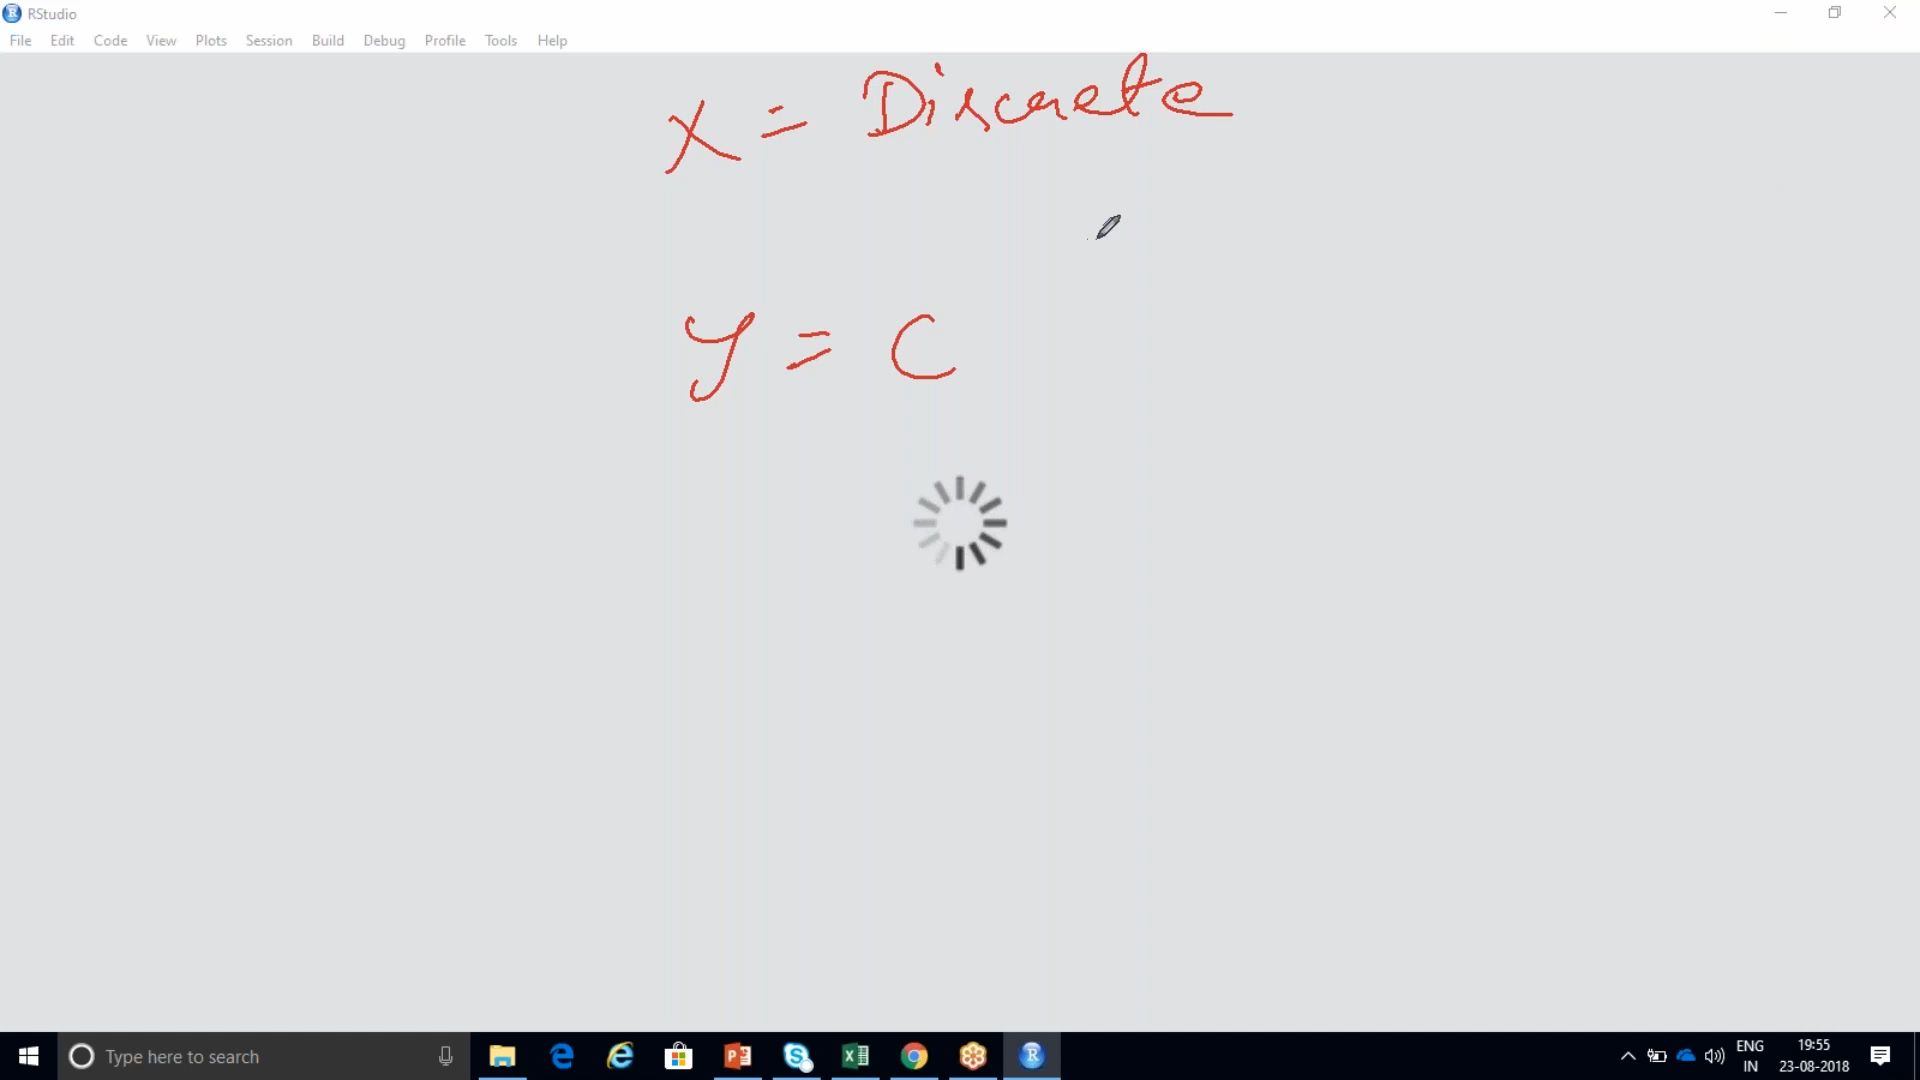 RStudio
File Edit Code View Plots Session Build Debug Profile Tools Help
X = Discrete
y = C
Type here to search
ENG
IN
19:55
23-08-2018